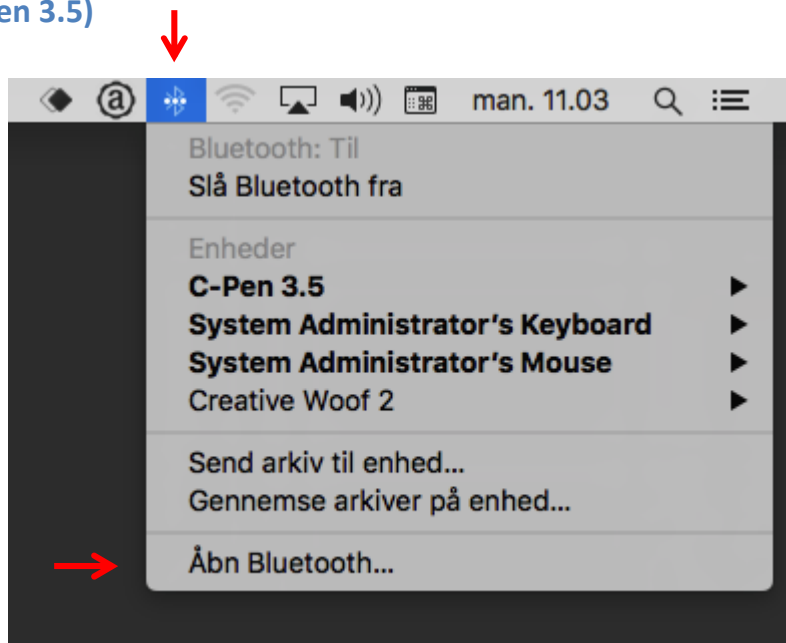 en 3.5)
@ man. 11.03
Bluetooth: Til
Slå Bluetooth fra
Enheder
C-Pen 3.5
System Administrator’s Keyboard
System Administrator’s Mouse
Creative Woof 2
Send arkiv til enhed...
Gennemse arkiver på enhed...
Åbn Bluetooth...